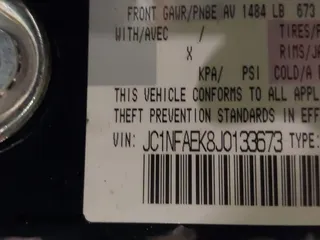 FRONT GAWR/PNBE AV 1484 LB 673
WITH/AVEC / TIRES/P
X RIMS/JA
KPA/ PSI COLD/A
THIS VEHICLE CONFORMS TO ALL APPL
THEFT PREVENTION STANDARDS IN EFF
VIN: JC1NFAEK8J0133673 TYPE: